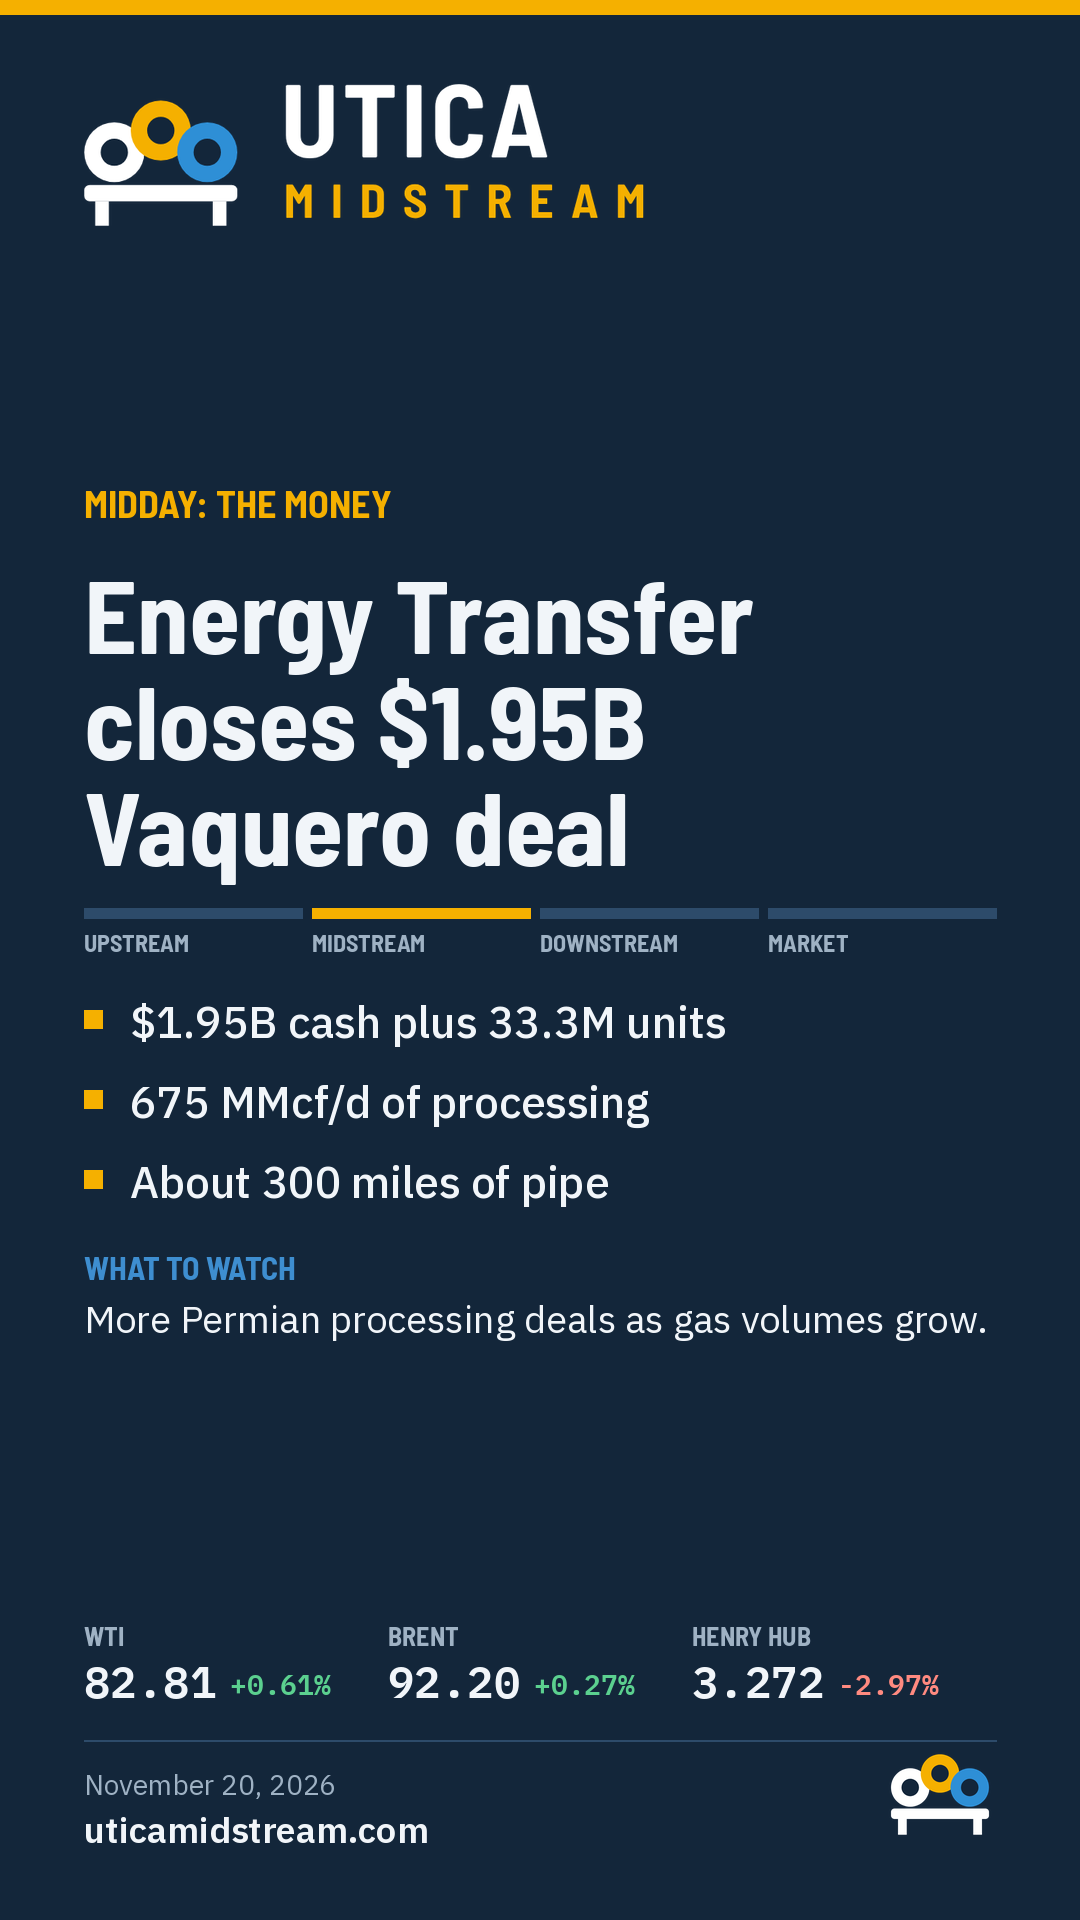 UTICA
MIDSTREAM
MIDDAY: THE MONEY
Energy Transfer
closes $1.95B
Vaquero deal
UPSTREAM MIDSTREAM DOWNSTREAM MARKET
$1.95B cash plus 33.3M units
675 MMcf/d of processing
About 300 miles of pipe
WHAT TO WATCH
More Permian processing deals as gas volumes grow.
WTI BRENT HENRY HUB
82.81 +0.61% 92.20 +0.27% 3.272 -2.97%
November 20, 2026
uticamidstream.com